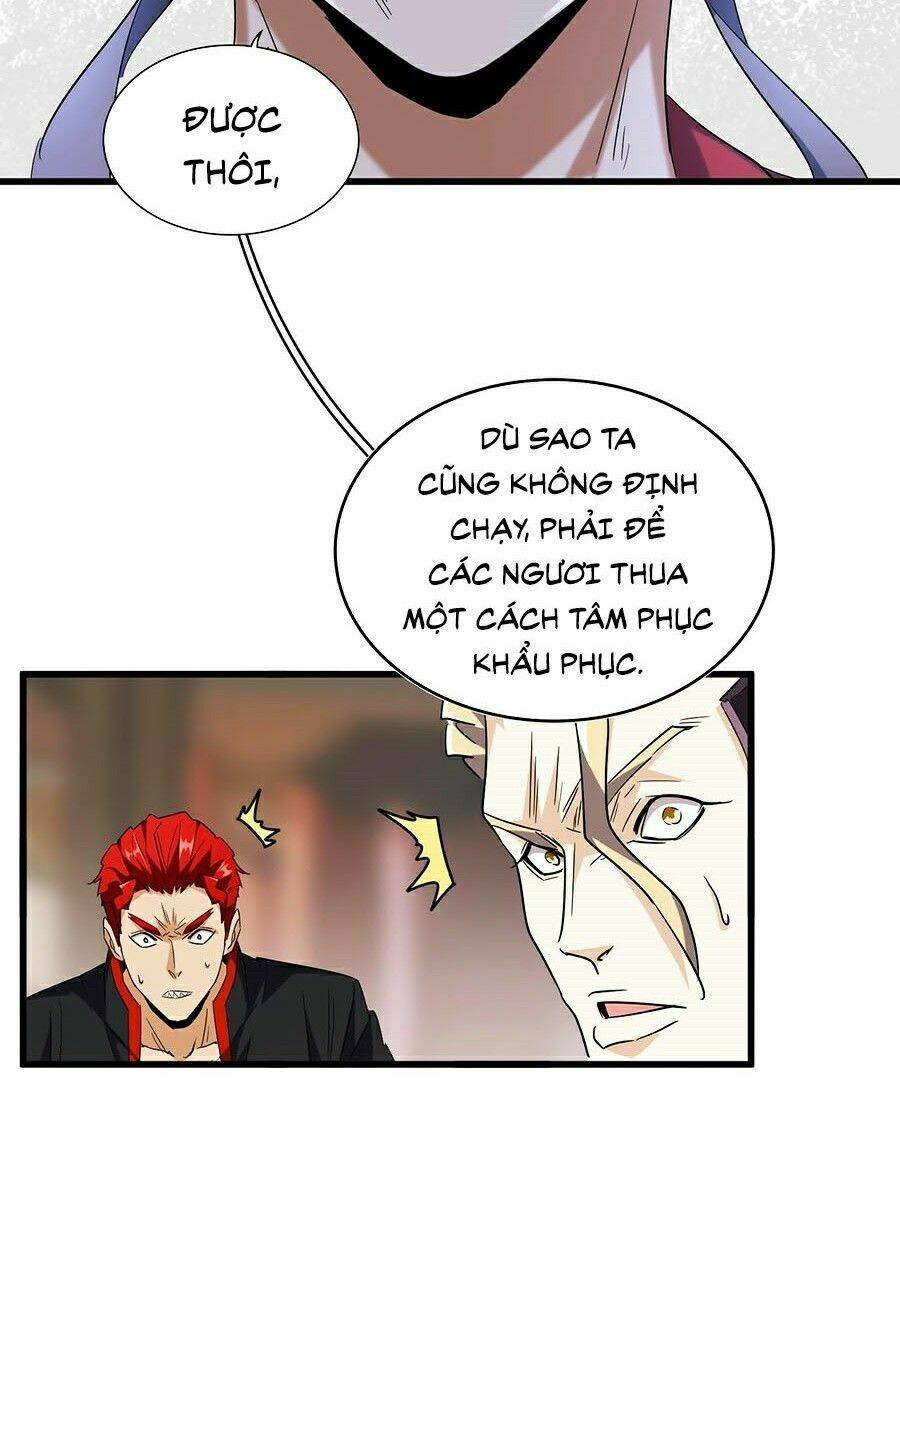 ĐƯỢC
THÔI,
DÙ SAO TA
CŨNG KHÔNG ĐỊNH
CHẠY, PHẢI ĐỂ
CÁC NGƯƠI THUA
MỘT CÁCH TÂM PHỤC
KHẨU PHỤC.